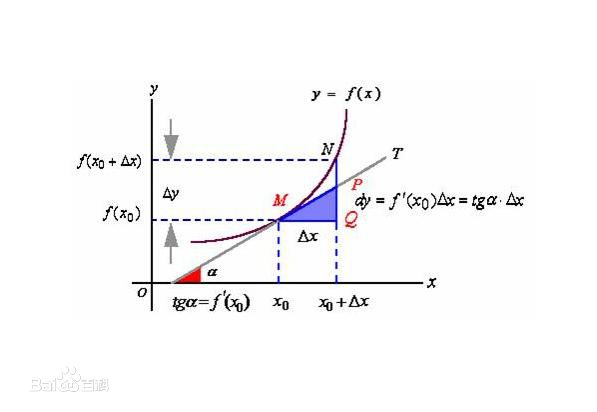 y
y = f(x)
N
f(x₀ + Δx)
T
Δy
P
M
dy = f'(x₀)Δx = tgα · Δx
f(x₀)
Q
Δx
α
x
O
tgα = f'(x₀)
x₀
x₀ + Δx
Bai百科